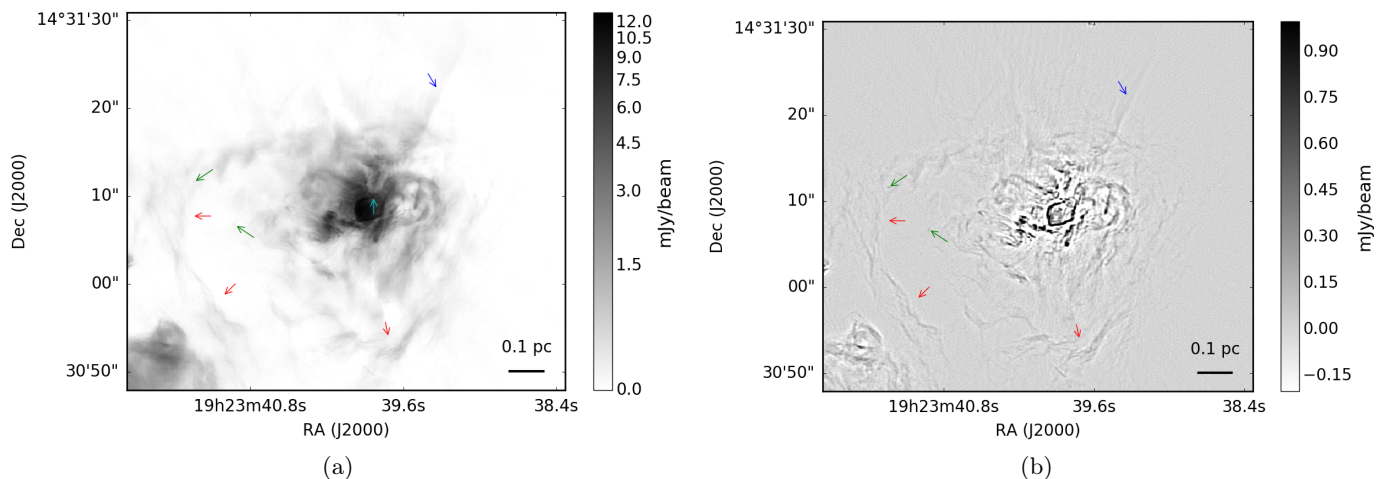 14°31'30"
20"
10"
00"
30'50"
Dec (J2000)
19h23m40.8s
39.6s
38.4s
RA (J2000)
0.1 pc
12.0
10.5
9.0
7.5
6.0
4.5
3.0
1.5
0.0
mJy/beam
(a)
14°31'30"
20"
10"
00"
30'50"
Dec (J2000)
19h23m40.8s
39.6s
38.4s
RA (J2000)
0.1 pc
0.90
0.75
0.60
0.45
0.30
0.15
0.00
−0.15
mJy/beam
(b)